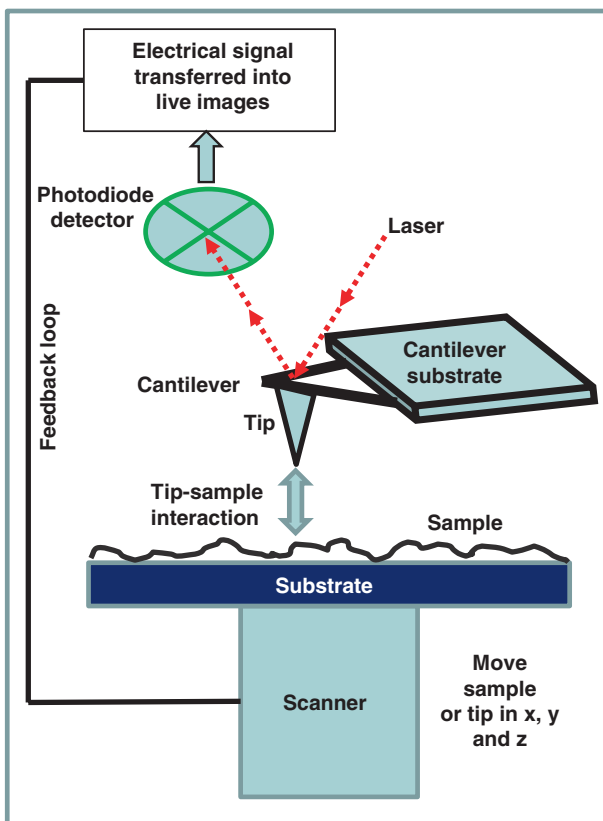 Electrical signal
transferred into
live images
Photodiode
detector
Laser
Feedback loop
Cantilever
substrate
Cantilever
Tip
Tip-sample
interaction
Sample
Substrate
Scanner
Move
sample
or tip in x, y
and z